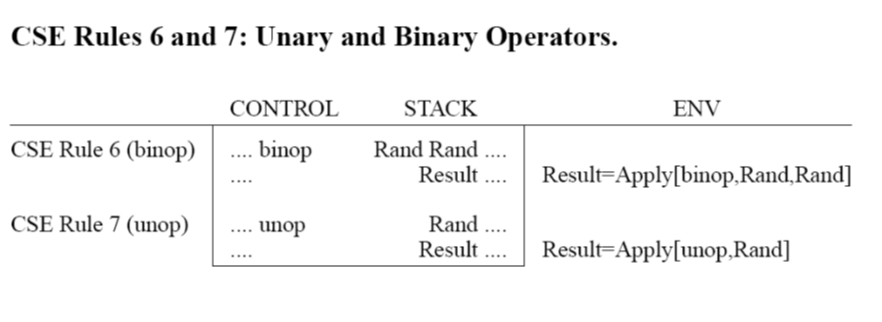 CSE Rules 6 and 7: Unary and Binary Operators.
CONTROL STACK ENV
CSE Rule 6 (binop) .... binop Rand Rand ....
.... Result .... Result=Apply[binop,Rand,Rand]
CSE Rule 7 (unop) .... unop Rand ....
.... Result .... Result=Apply[unop,Rand]